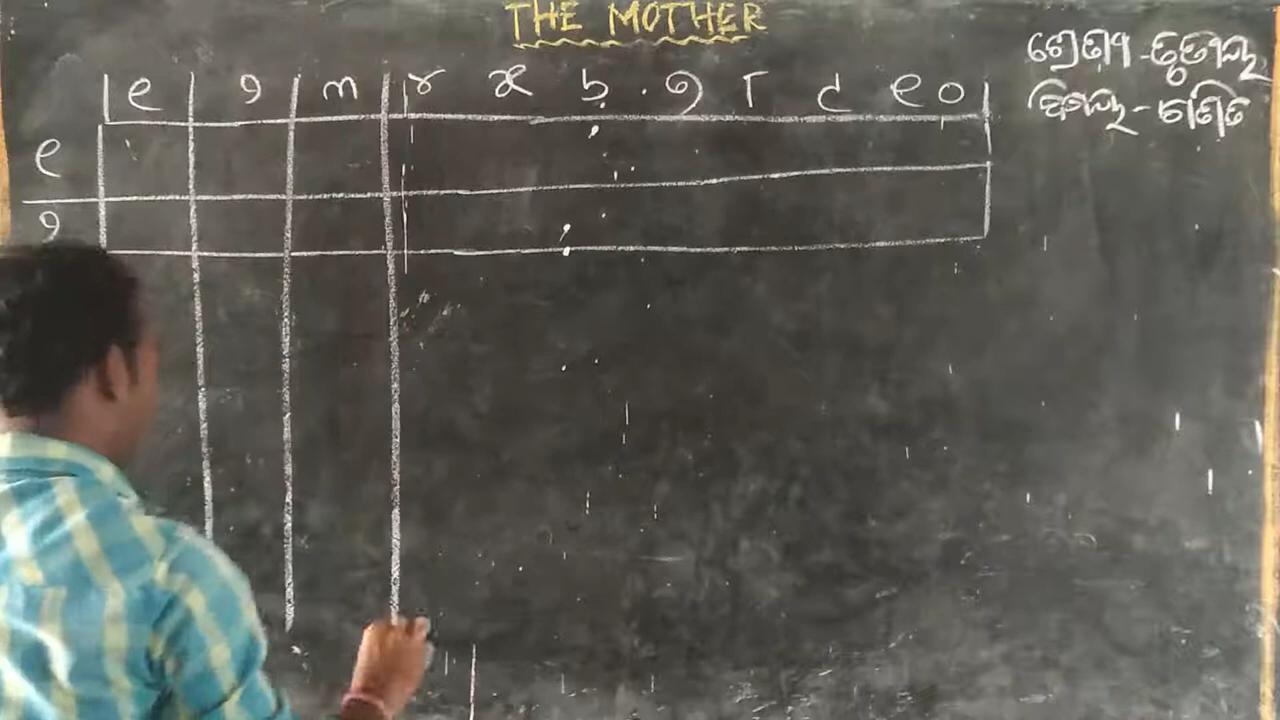 THE MOTHER
ଶ୍ରେଣୀ - ତୃତୀୟ
ବିଷୟ - ଗଣିତ
୧ ୨ ୩ ୪ ୫ ୬ ୭ ୮ ୯ ୧୦
୧
୨